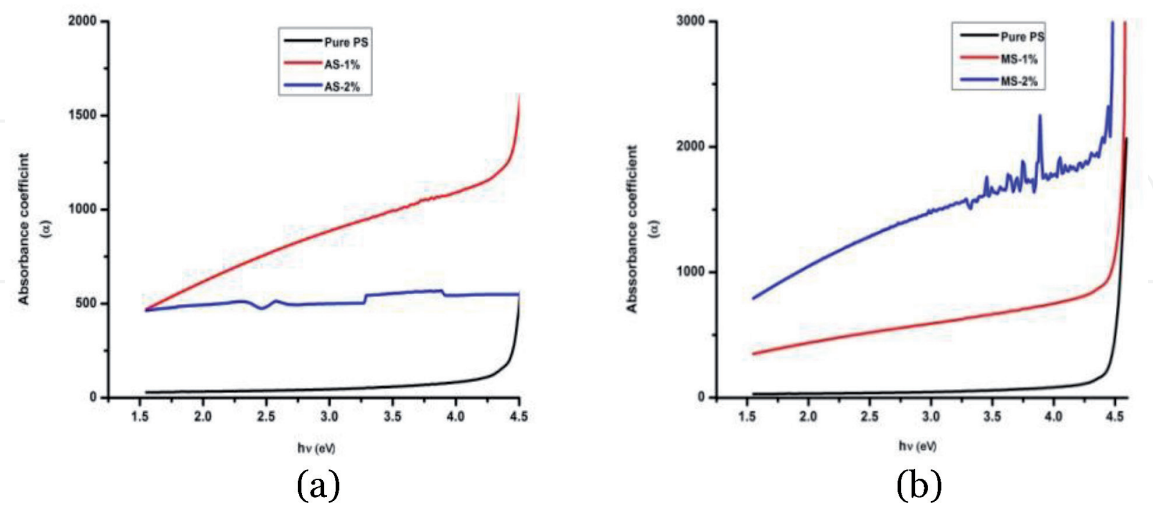 2000
1500
1000
500
0
Absorbance coefficint
(α)
Pure PS
AS-1%
AS-2%
1.5 2.0 2.5 3.0 3.5 4.0 4.5
hν (eV)
(a)
3000
2000
1000
0
Abssorbance coefficient
(α)
Pure PS
MS-1%
MS-2%
1.5 2.0 2.5 3.0 3.5 4.0 4.5
hν (eV)
(b)